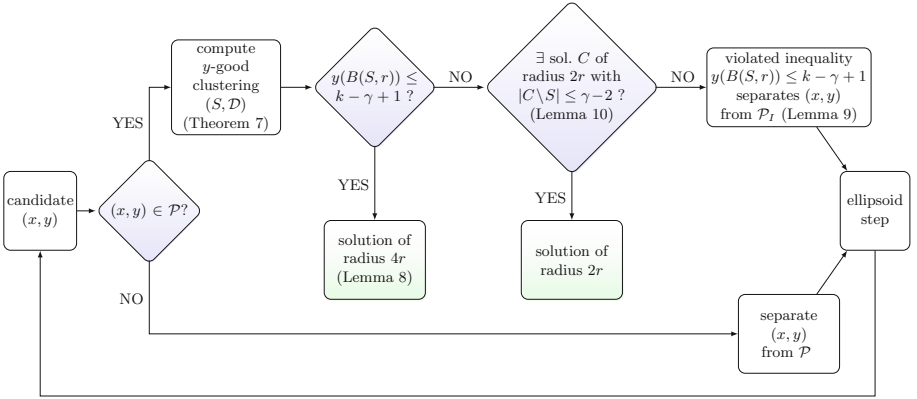 candidate
(x, y)
(x, y) ∈ 𝒫?
YES
NO
compute
y-good
clustering
(S, 𝒟)
(Theorem 7)
y(B(S, r)) ≤
k − γ + 1 ?
YES
solution of
radius 4r
(Lemma 8)
NO
∃ sol. C of
radius 2r with
|C\S| ≤ γ−2 ?
(Lemma 10)
YES
solution of
radius 2r
NO
violated inequality
y(B(S, r)) ≤ k − γ + 1
separates (x, y)
from 𝒫_I (Lemma 9)
ellipsoid
step
separate
(x, y)
from 𝒫